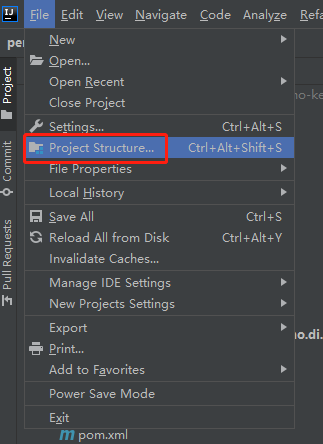 File Edit View Navigate Code Analyze Refa
per
New
Open...
no-ke
Open Recent
Close Project
Settings... Ctrl+Alt+S
Project Structure... Ctrl+Alt+Shift+S
File Properties
Local History
Save All Ctrl+S
Reload All from Disk Ctrl+Alt+Y
Invalidate Caches...
Manage IDE Settings
New Projects Settings
Export
no.di.
Print...
Add to Favorites
Power Save Mode
Exit
pom.xml
Project
Commit
Pull Requests